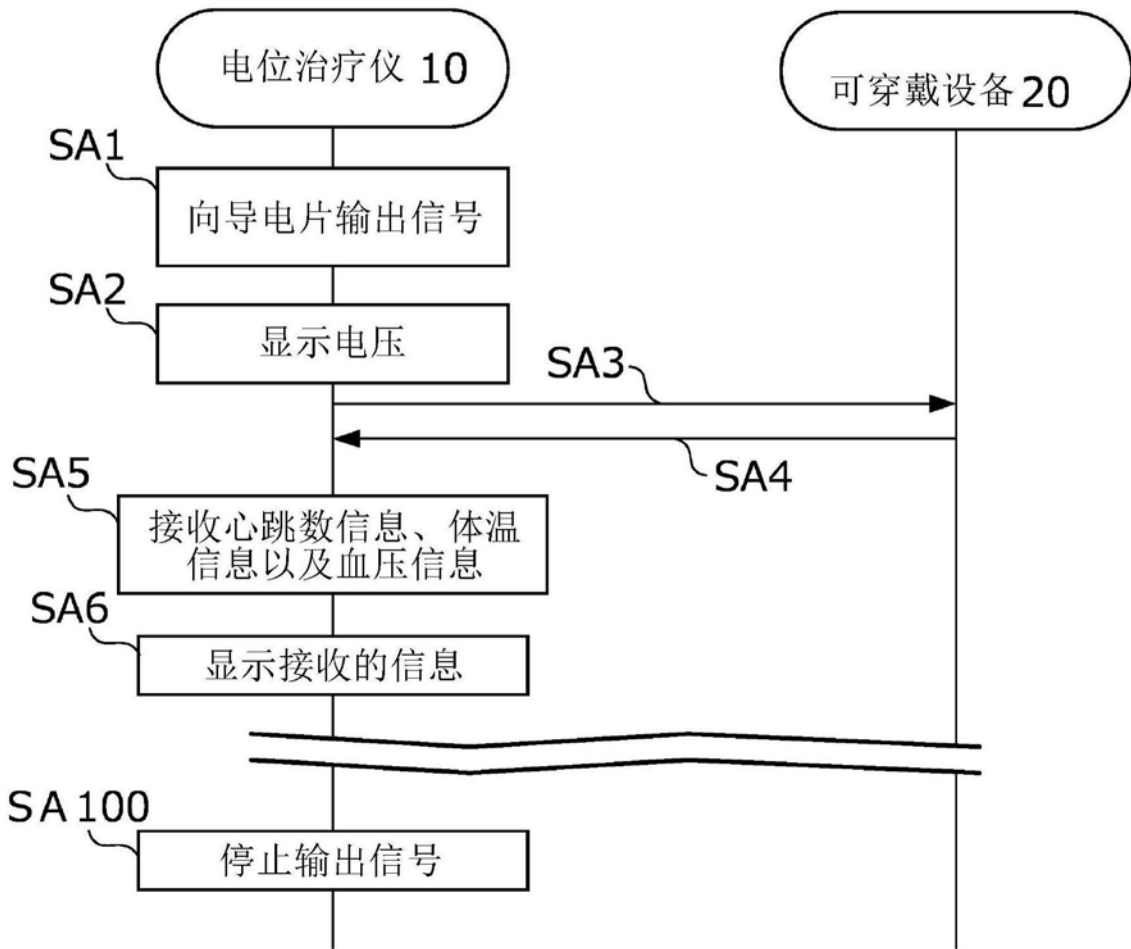 电位治疗仪 10
可穿戴设备 20
SA1
向导电片输出信号
SA2
显示电压
SA3
SA4
SA5
接收心跳数信息、体温
信息以及血压信息
SA6
显示接收的信息
SA100
停止输出信号